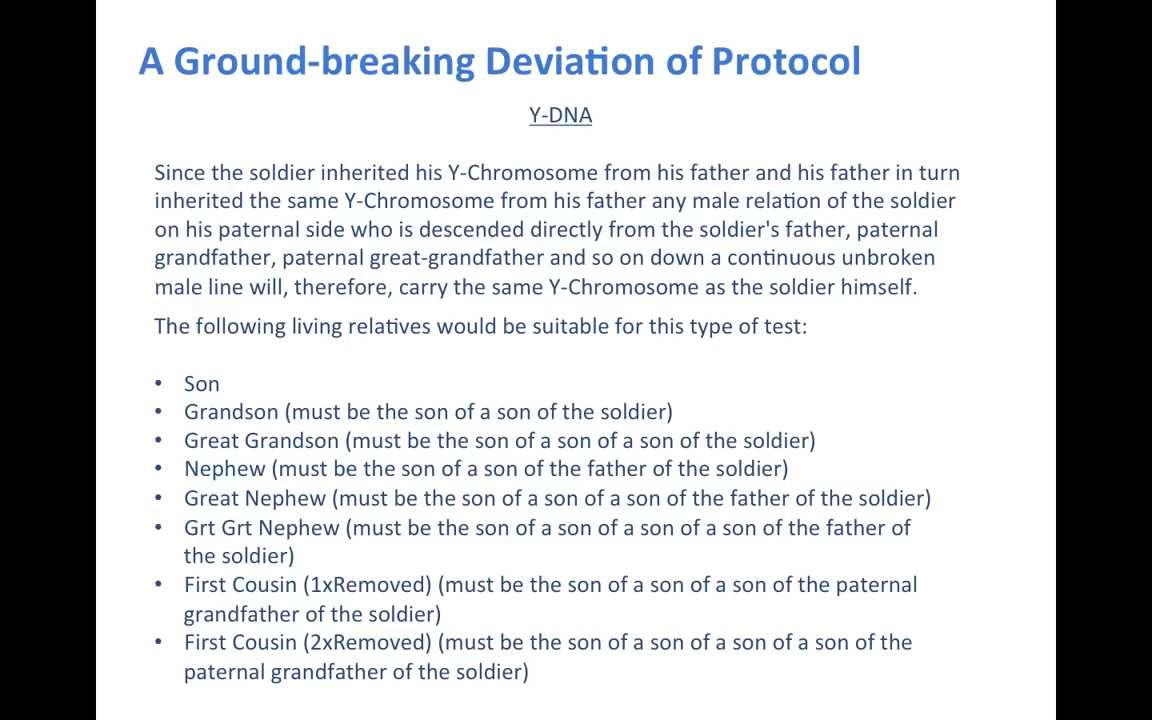 A Ground-breaking Deviation of Protocol
Y-DNA
Since the soldier inherited his Y-Chromosome from his father and his father in turn
inherited the same Y-Chromosome from his father any male relation of the soldier
on his paternal side who is descended directly from the soldier's father, paternal
grandfather, paternal great-grandfather and so on down a continuous unbroken
male line will, therefore, carry the same Y-Chromosome as the soldier himself.
The following living relatives would be suitable for this type of test:
• Son
• Grandson (must be the son of a son of the soldier)
• Great Grandson (must be the son of a son of a son of the soldier)
• Nephew (must be the son of a son of the father of the soldier)
• Great Nephew (must be the son of a son of a son of the father of the soldier)
• Grt Grt Nephew (must be the son of a son of a son of a son of the father of
the soldier)
• First Cousin (1xRemoved) (must be the son of a son of a son of the paternal
grandfather of the soldier)
• First Cousin (2xRemoved) (must be the son of a son of a son of a son of the
paternal grandfather of the soldier)